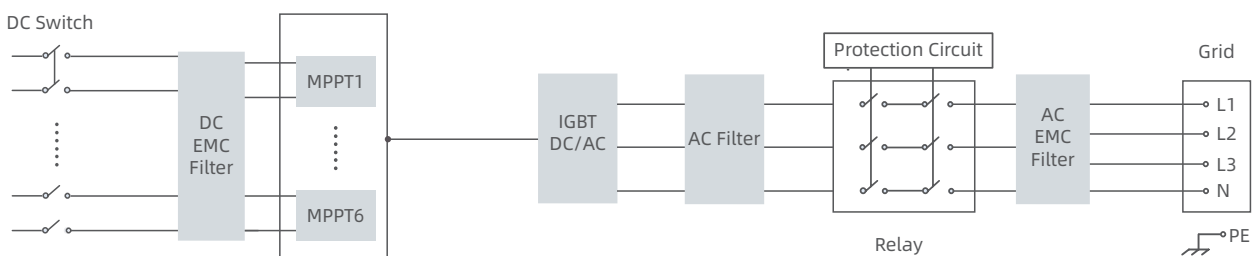 DC Switch
DC
EMC
Filter
MPPT1
MPPT6
IGBT
DC/AC
AC Filter
Protection Circuit
Relay
AC
EMC
Filter
Grid
L1
L2
L3
N
PE